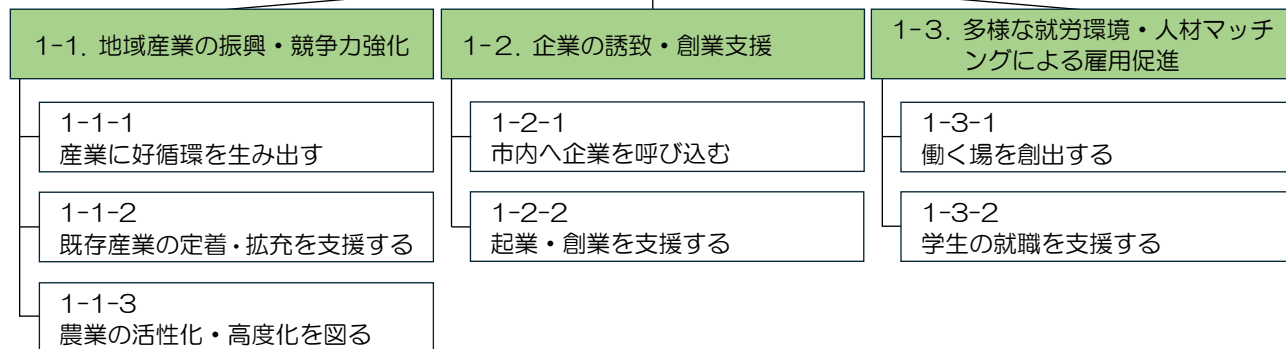 1-1. 地域産業の振興・競争力強化
1-1-1
産業に好循環を生み出す
1-1-2
既存産業の定着・拡充を支援する
1-1-3
農業の活性化・高度化を図る
1-2. 企業の誘致・創業支援
1-2-1
市内へ企業を呼び込む
1-2-2
起業・創業を支援する
1-3. 多様な就労環境・人材マッチ
ングによる雇用促進
1-3-1
働く場を創出する
1-3-2
学生の就職を支援する